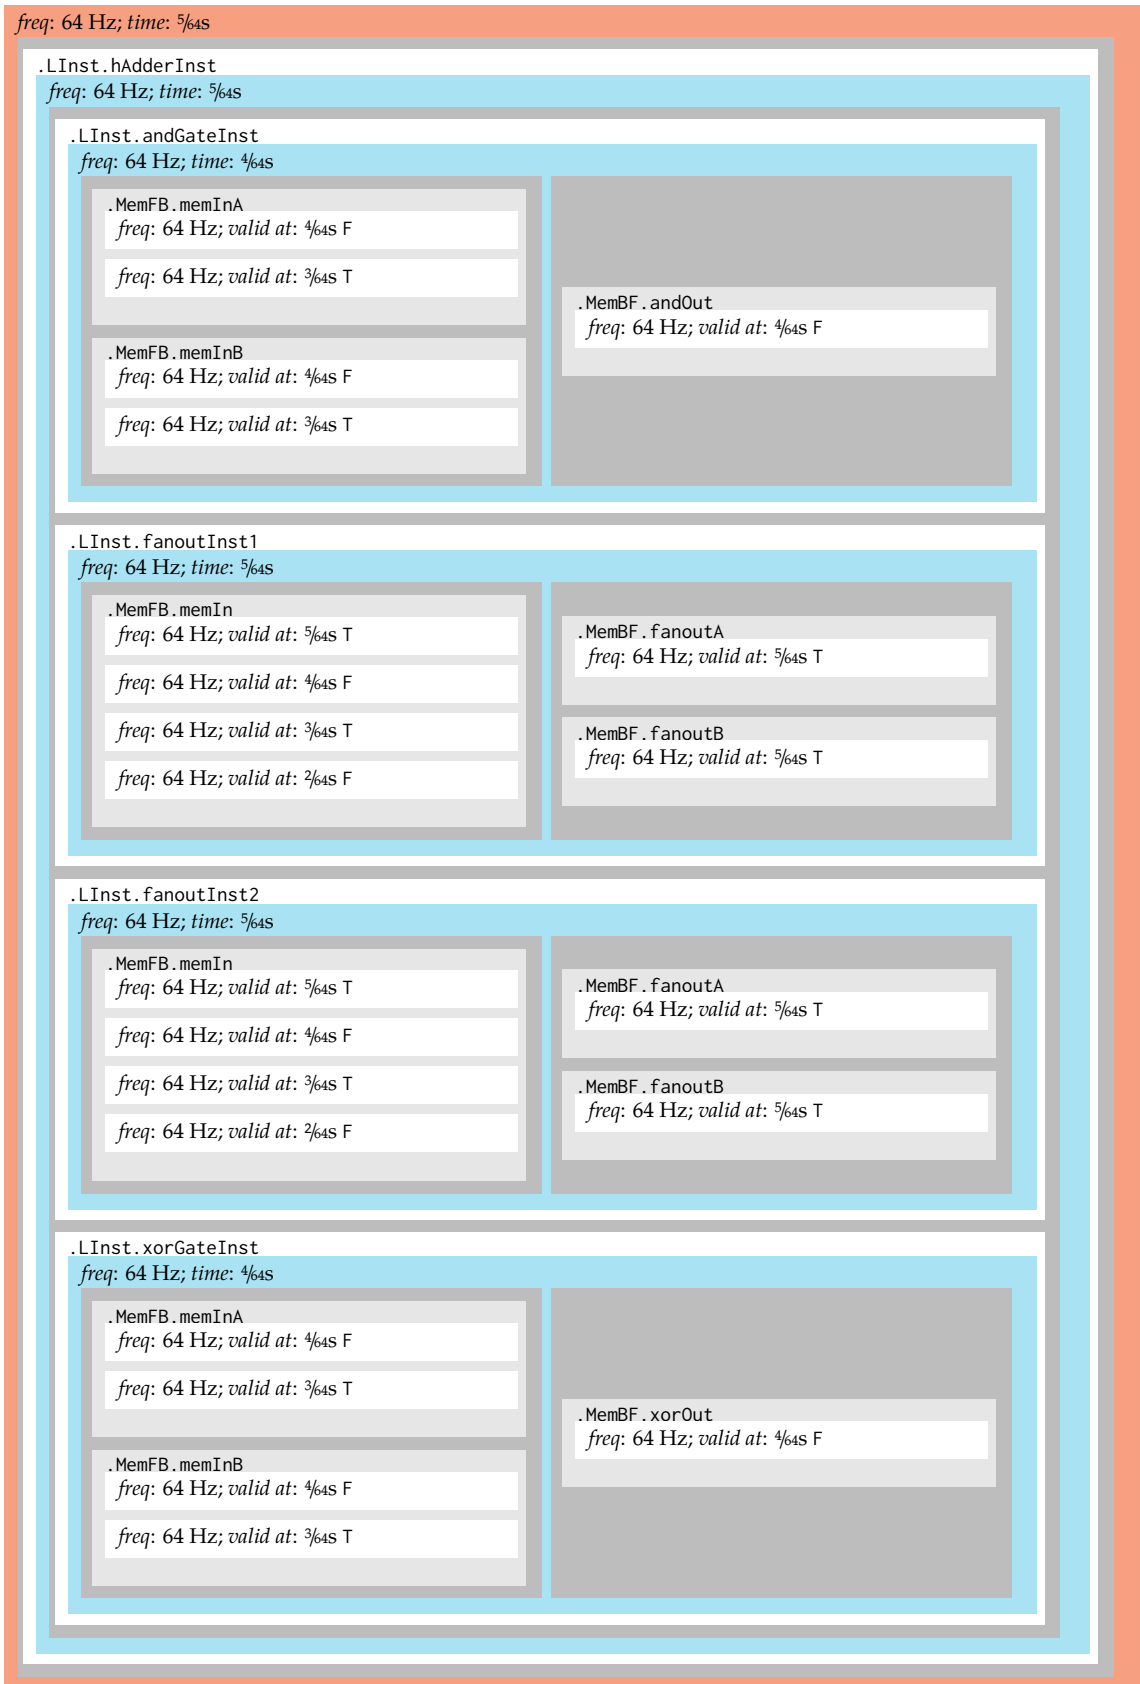 freq: 64 Hz; time: 5⁄64s
.LInst.hAdderInst
freq: 64 Hz; time: 5⁄64s
.LInst.andGateInst
freq: 64 Hz; time: 4⁄64s
.MemFB.memInA
freq: 64 Hz; valid at: 4⁄64s F
freq: 64 Hz; valid at: 3⁄64s T
.MemFB.memInB
freq: 64 Hz; valid at: 4⁄64s F
freq: 64 Hz; valid at: 3⁄64s T
.MemBF.andOut
freq: 64 Hz; valid at: 4⁄64s F
.LInst.fanoutInst1
freq: 64 Hz; time: 5⁄64s
.MemFB.memIn
freq: 64 Hz; valid at: 5⁄64s T
freq: 64 Hz; valid at: 4⁄64s F
freq: 64 Hz; valid at: 3⁄64s T
freq: 64 Hz; valid at: 2⁄64s F
.MemBF.fanoutA
freq: 64 Hz; valid at: 5⁄64s T
.MemBF.fanoutB
freq: 64 Hz; valid at: 5⁄64s T
.LInst.fanoutInst2
freq: 64 Hz; time: 5⁄64s
.MemFB.memIn
freq: 64 Hz; valid at: 5⁄64s T
freq: 64 Hz; valid at: 4⁄64s F
freq: 64 Hz; valid at: 3⁄64s T
freq: 64 Hz; valid at: 2⁄64s F
.MemBF.fanoutA
freq: 64 Hz; valid at: 5⁄64s T
.MemBF.fanoutB
freq: 64 Hz; valid at: 5⁄64s T
.LInst.xorGateInst
freq: 64 Hz; time: 4⁄64s
.MemFB.memInA
freq: 64 Hz; valid at: 4⁄64s F
freq: 64 Hz; valid at: 3⁄64s T
.MemFB.memInB
freq: 64 Hz; valid at: 4⁄64s F
freq: 64 Hz; valid at: 3⁄64s T
.MemBF.xorOut
freq: 64 Hz; valid at: 4⁄64s F